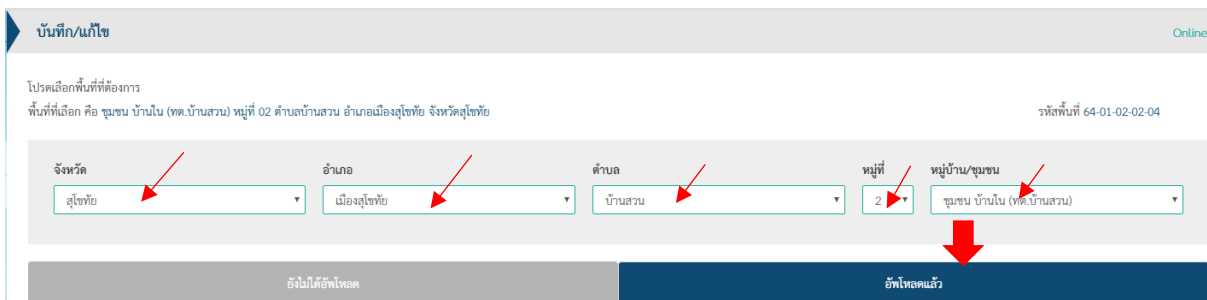 บันทึก/แก้ไข Online
โปรดเลือกพื้นที่ที่ต้องการ
พื้นที่ที่เลือก คือ ชุมชน บ้านใน (ทต.บ้านสวน) หมู่ที่ 02 ตำบลบ้านสวน อำเภอเมืองสุโขทัย จังหวัดสุโขทัย รหัสพื้นที่ 64-01-02-02-04
จังหวัด อำเภอ ตำบล หมู่ที่ หมู่บ้าน/ชุมชน
สุโขทัย เมืองสุโขทัย บ้านสวน 2 ชุมชน บ้านใน (ทต.บ้านสวน)
ยังไม่ได้อัพโหลด อัพโหลดแล้ว